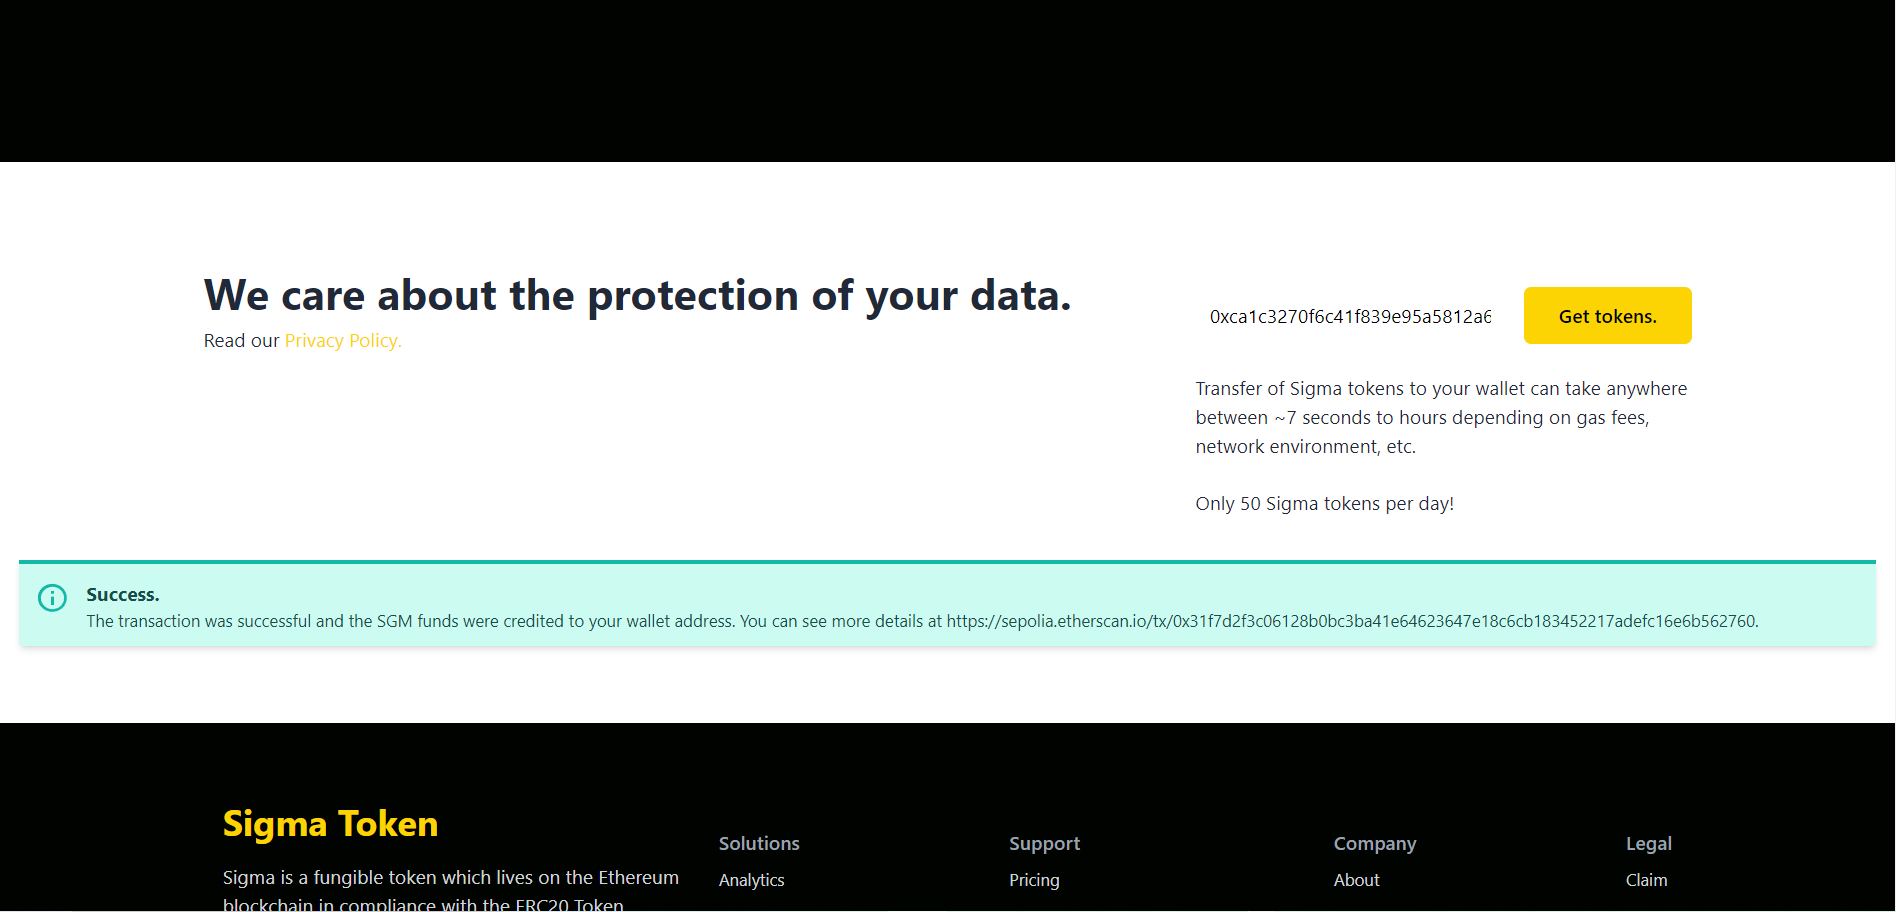 We care about the protection of your data.
Read our Privacy Policy.
0xca1c3270f6c41f839e95a5812a6
Get tokens.
Transfer of Sigma tokens to your wallet can take anywhere
between ~7 seconds to hours depending on gas fees,
network environment, etc.
Only 50 Sigma tokens per day!
Success.
The transaction was successful and the SGM funds were credited to your wallet address. You can see more details at https://sepolia.etherscan.io/tx/0x31f7d2f3c06128b0bc3ba41e64623647e18c6cb183452217adefc16e6b562760.
Sigma Token
Sigma is a fungible token which lives on the Ethereum
blockchain in compliance with the ERC20 Token
Solutions
Analytics
Support
Pricing
Company
About
Legal
Claim